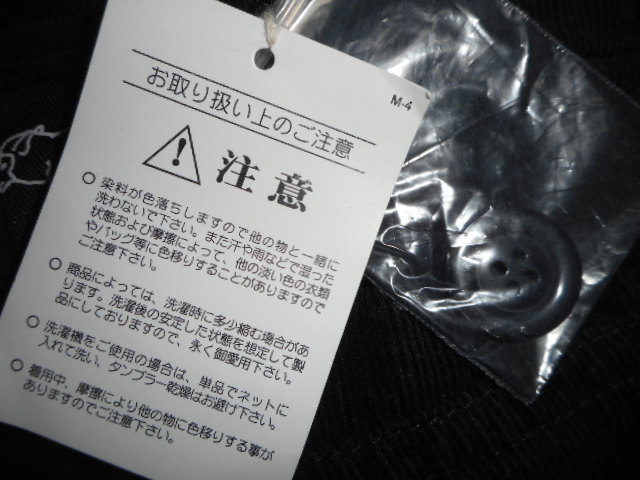 M-4
お取り扱い上のご注意
注意
○ 染料が色落ちしますので他の物と一緒に
洗わないで下さい。また汗や雨などで湿った
状態および摩擦によって、他の淡い色の衣類
やバッグ等に色移りすることがありますので
ご注意下さい。
○ 商品によっては、洗濯時に多少縮む場合があ
ります。洗濯後の安定した状態を想定して製
品にしておりますので、永く御愛用下さい。
○ 洗濯機をご使用の場合は、単品でネットに
入れて洗い、タンブラー乾燥はお避け下さい。
○ 着用中、摩擦により他の物に色移りする事が
ありますのでご注意下さい。